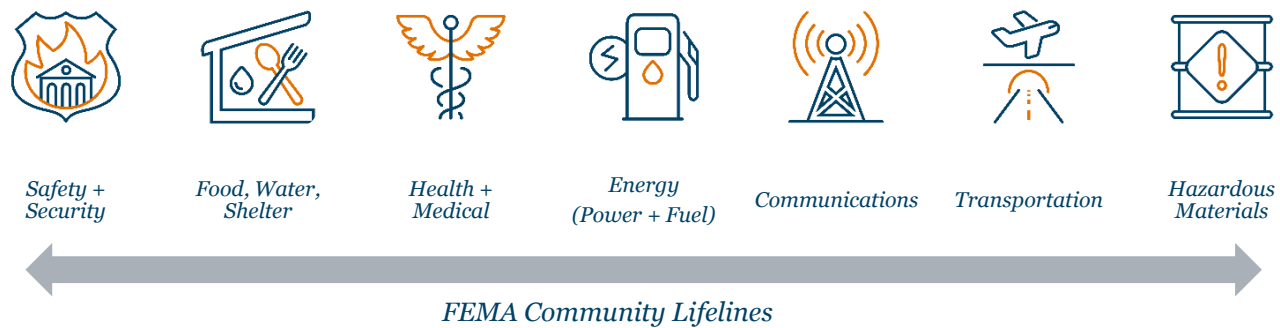 Safety +
Security
Food, Water,
Shelter
Health +
Medical
Energy
(Power + Fuel)
Communications
Transportation
Hazardous
Materials
FEMA Community Lifelines